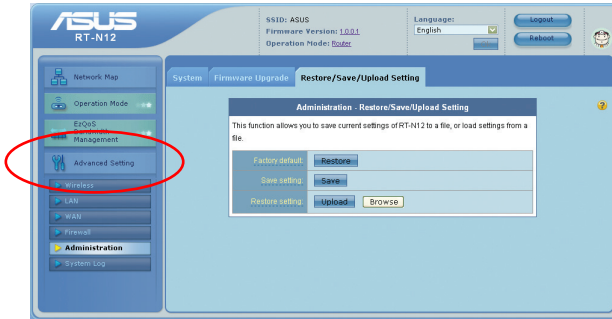 ASUS
RT-N12
SSID: ASUS
Firmware Version: 1.0.0.1
Operation Mode: Router
Language:
English
Logout
Reboot
Network Map
Operation Mode
EzQoS
Bandwidth
Management
Advanced Setting
Wireless
LAN
WAN
Firewall
Administration
System Log
System
Firmware Upgrade
Restore/Save/Upload Setting
Administration - Restore/Save/Upload Setting
This function allows you to save current settings of RT-N12 to a file, or load settings from a
file.
Factory default: Restore
Save setting: Save
Restore setting: Upload Browse